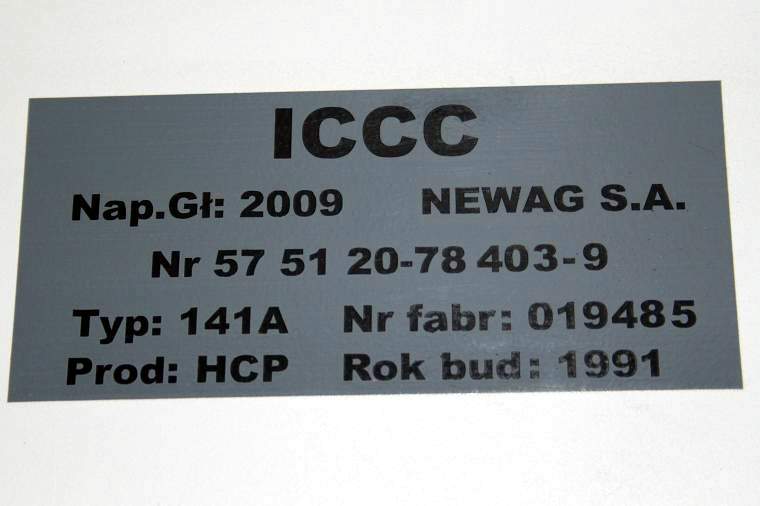 ICCC
Nap.Gł: 2009 NEWAG S.A.
Nr 57 51 20-78 403-9
Typ: 141A Nr fabr: 019485
Prod: HCP Rok bud: 1991